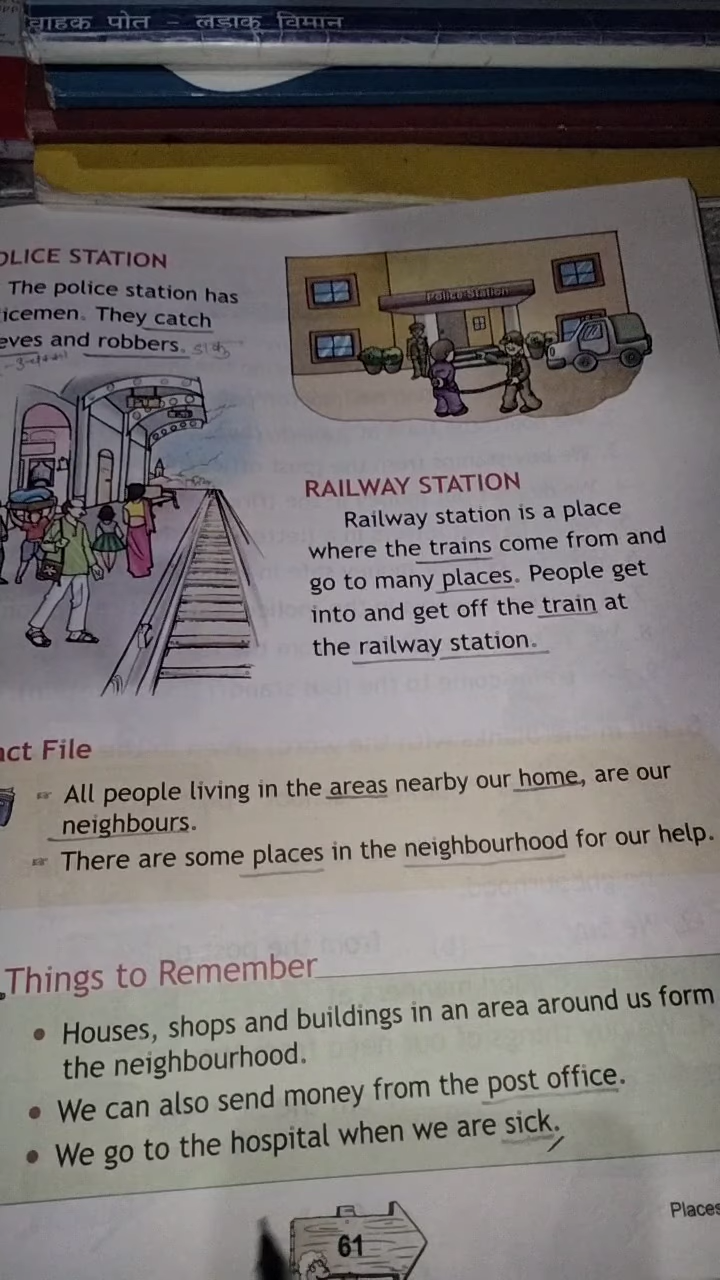 वाहक पोत - लड़ाकू विमान
OLICE STATION
The police station has
icemen. They catch
eves and robbers. डाकू
Police Station
RAILWAY STATION
Railway station is a place
where the trains come from and
go to many places. People get
into and get off the train at
the railway station.
act File
All people living in the areas nearby our home, are our
neighbours.
There are some places in the neighbourhood for our help.
Things to Remember
• Houses, shops and buildings in an area around us form
the neighbourhood.
• We can also send money from the post office.
• We go to the hospital when we are sick.
Places
61